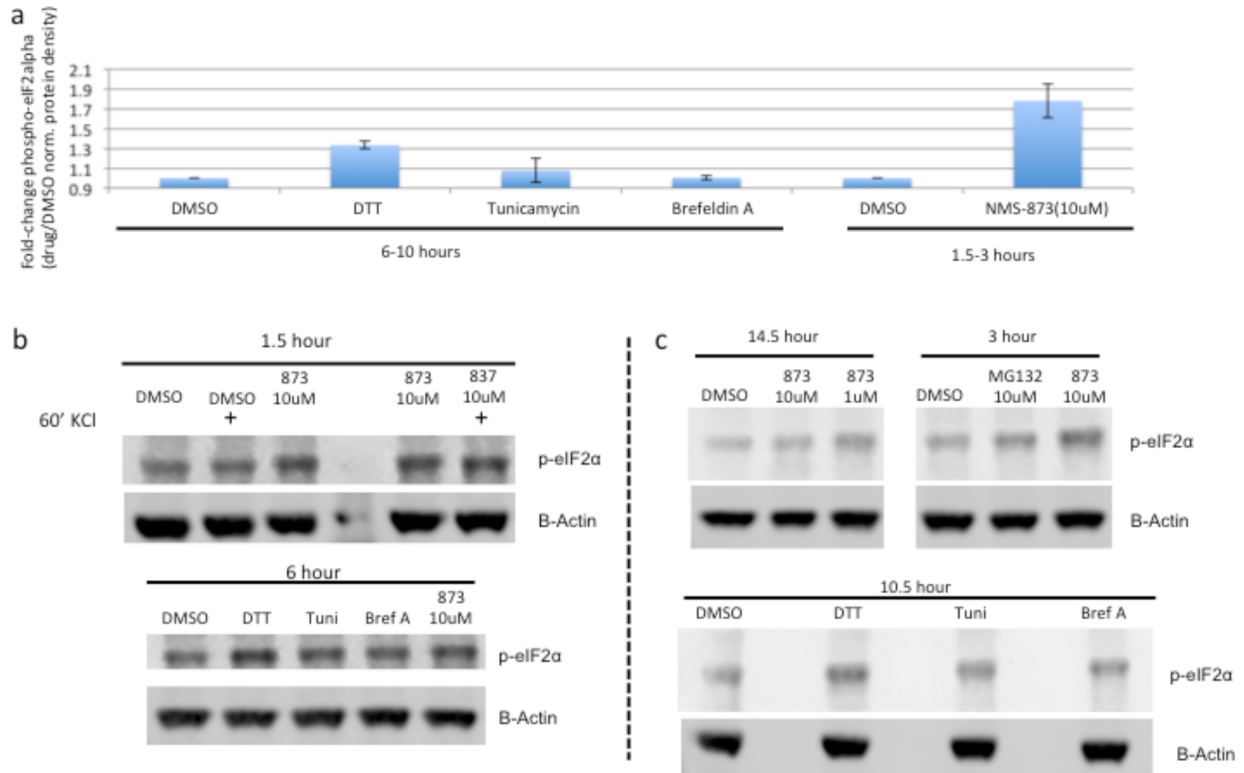 a
Fold-change phospho-eIF2 alpha
(drug/DMSO norm. protein density)
2.1
1.9
1.7
1.5
1.3
1.1
0.9
DMSO DTT Tunicamycin Brefeldin A DMSO NMS-873(10uM)
6-10 hours 1.5-3 hours
b
1.5 hour
DMSO DMSO 873 873 837
10uM 10uM 10uM
60' KCl + +
p-eIF2α
B-Actin
6 hour
DMSO DTT Tuni Bref A 873
10uM
p-eIF2α
B-Actin
c
14.5 hour 3 hour
DMSO 873 873 DMSO MG132 873
10uM 1uM 10uM 10uM
p-eIF2α
B-Actin
10.5 hour
DMSO DTT Tuni Bref A
p-eIF2α
B-Actin